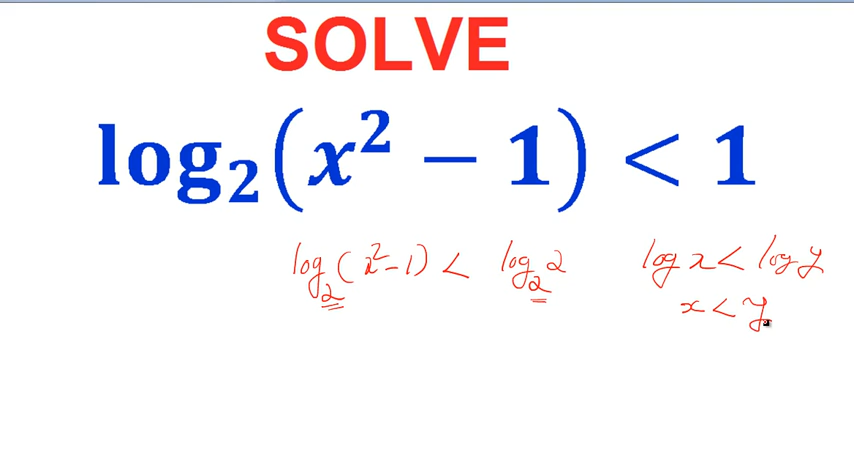 SOLVE
log₂(x² − 1) < 1
log₂(x²−1) < log₂2 log x < log y
x < y